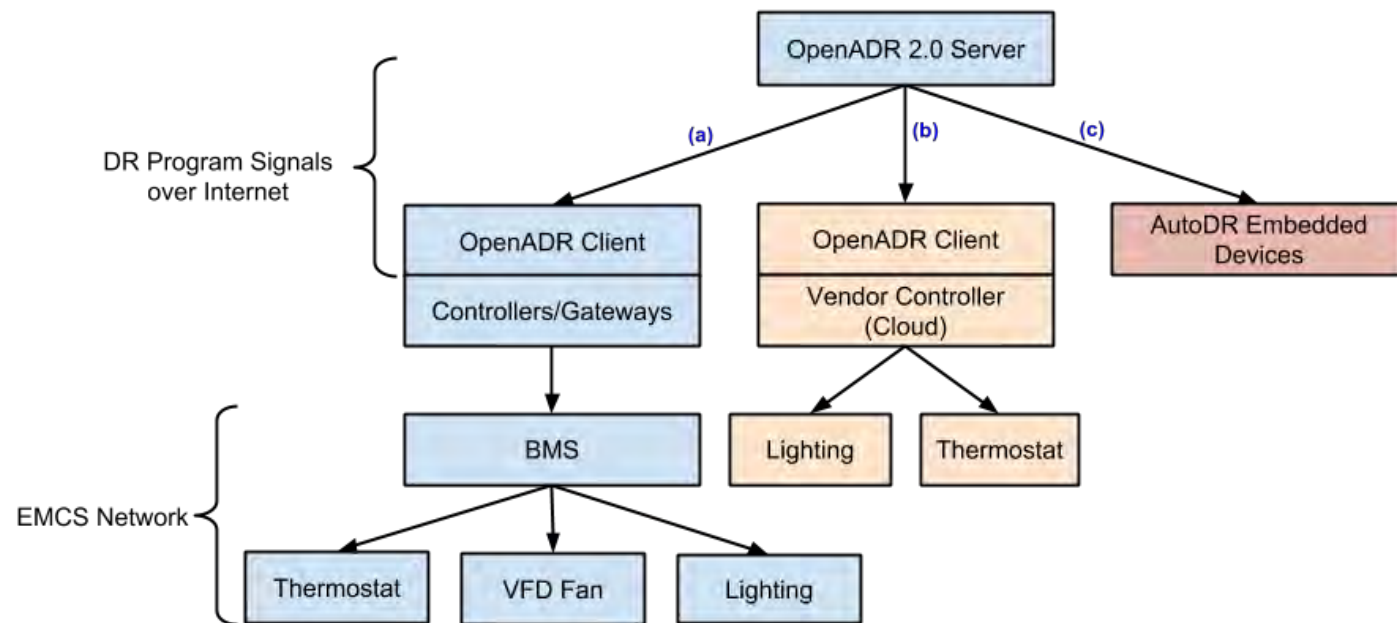 OpenADR 2.0 Server
(a)
(b)
(c)
DR Program Signals
over Internet
OpenADR Client
OpenADR Client
AutoDR Embedded
Devices
Controllers/Gateways
Vendor Controller
(Cloud)
BMS
Lighting
Thermostat
EMCS Network
Thermostat
VFD Fan
Lighting